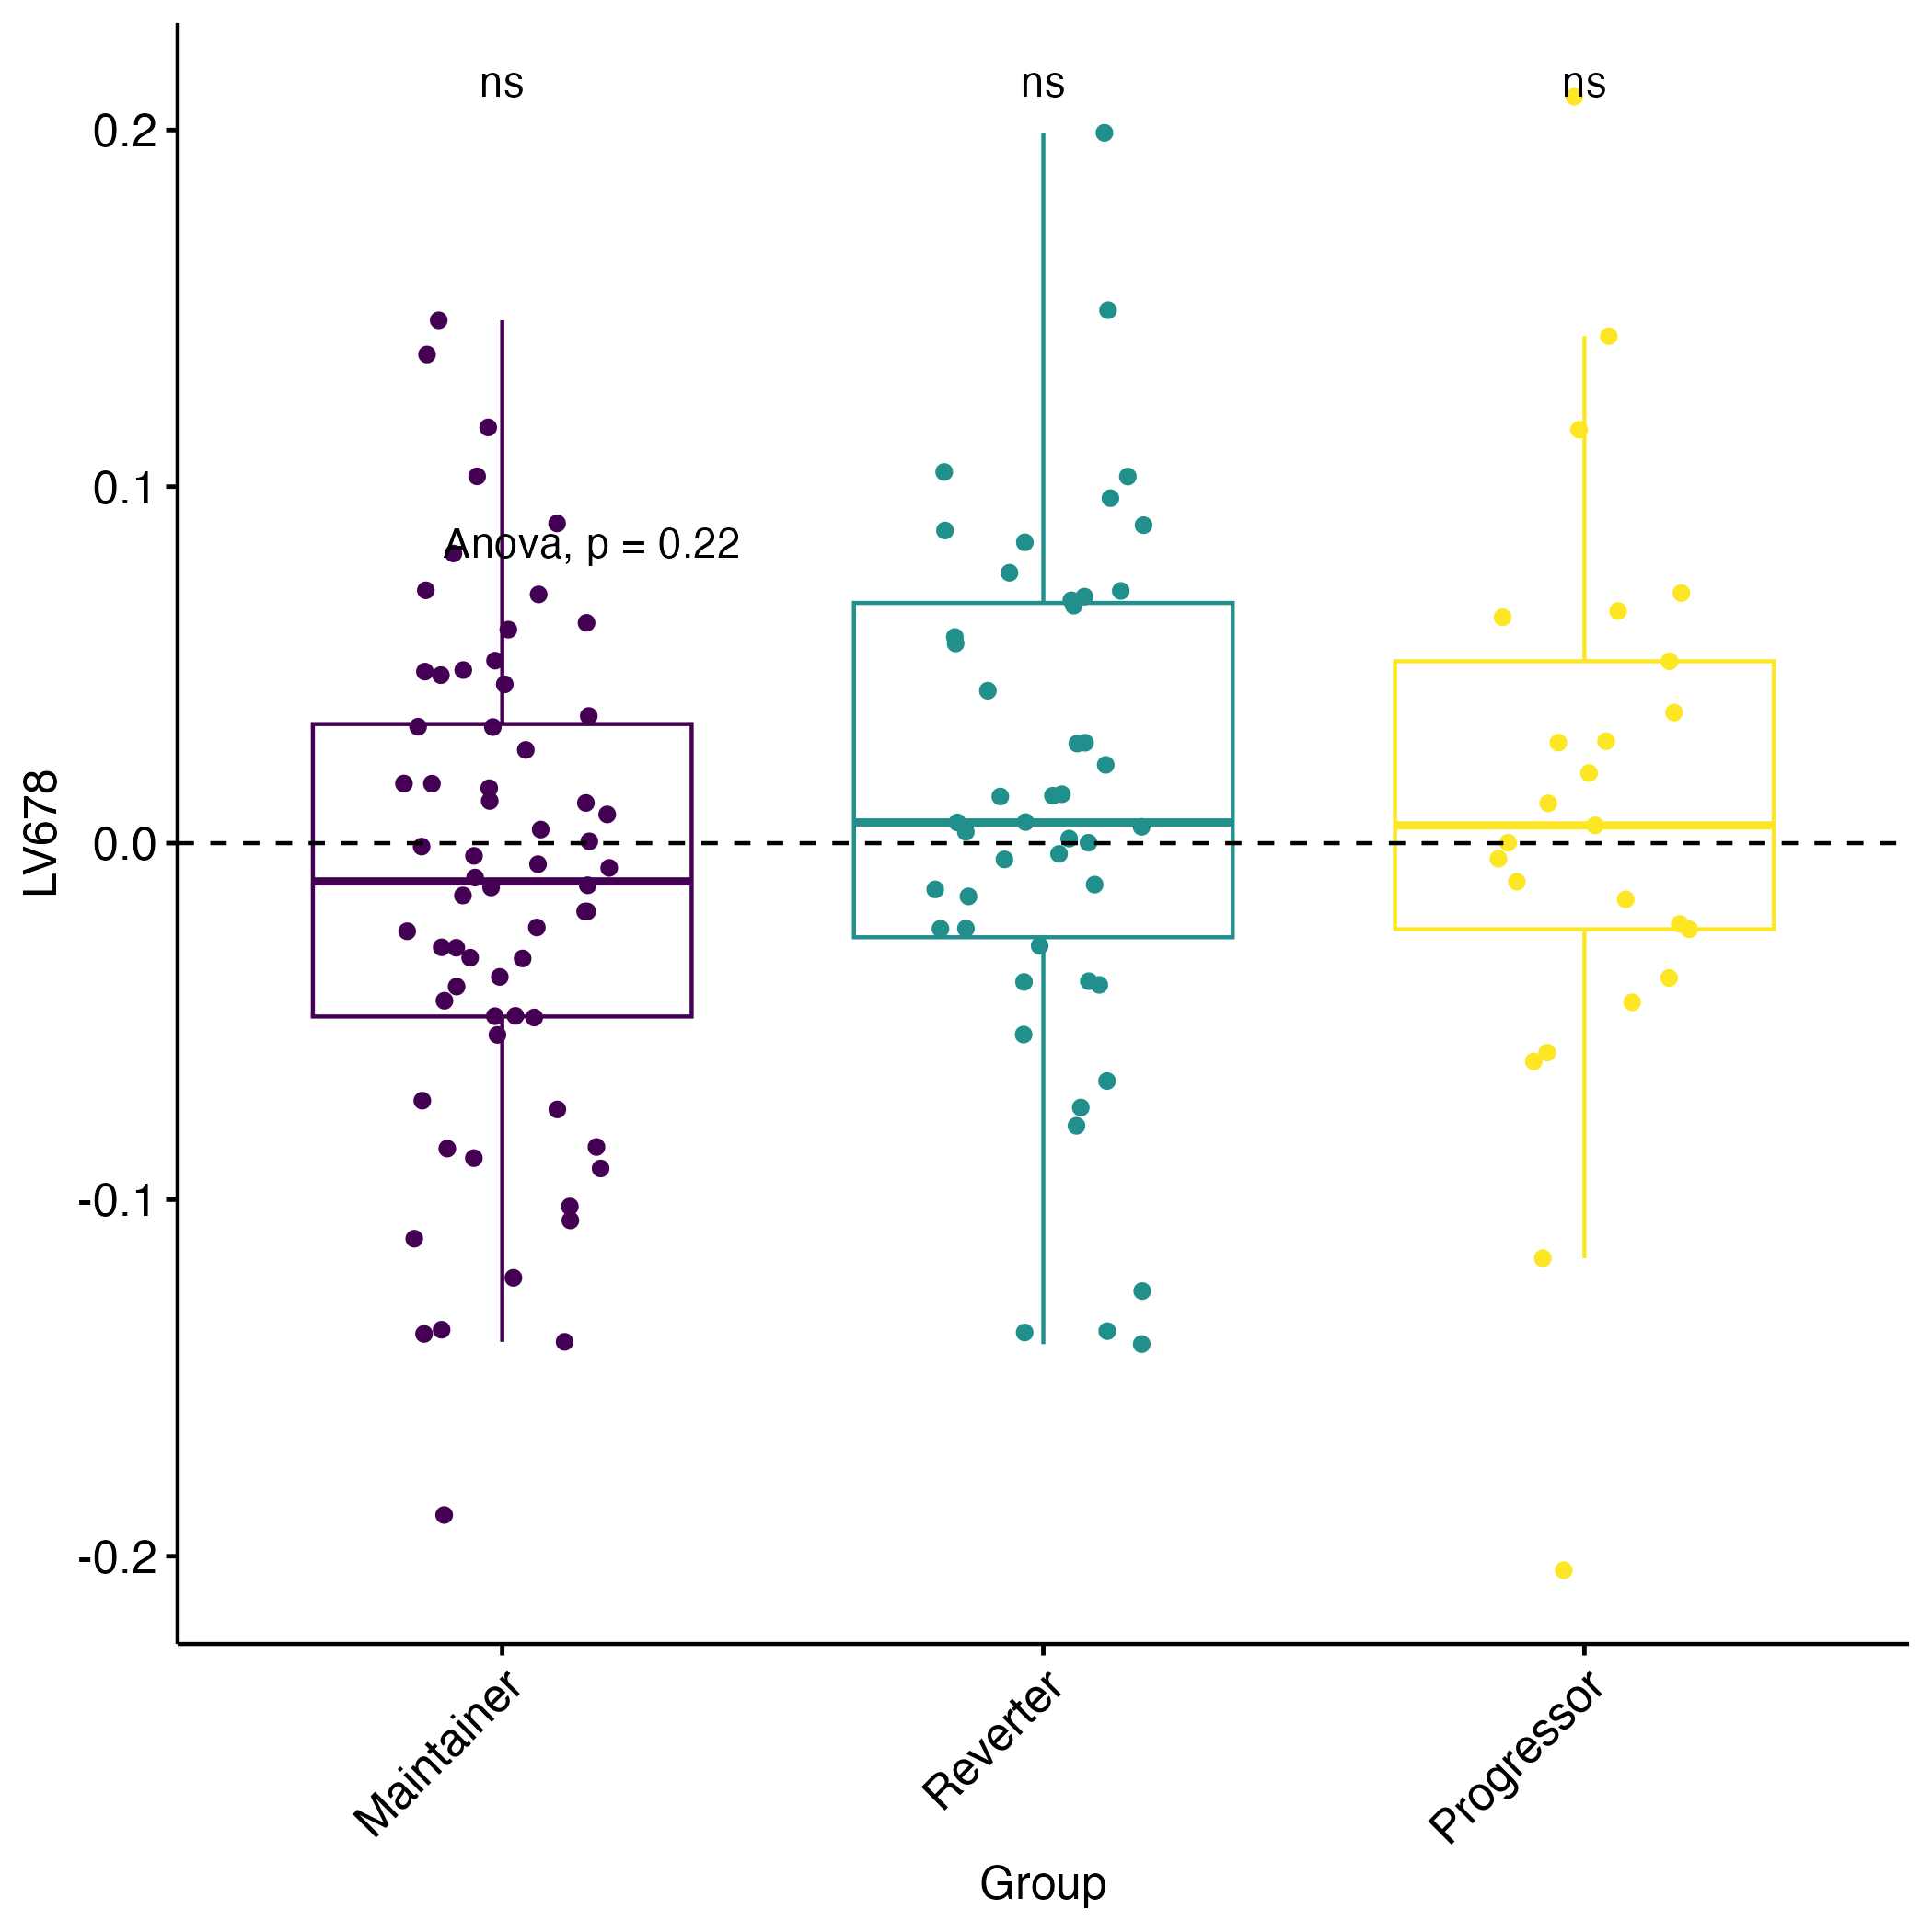 ns ns ns
0.2
0.1
Anova, p = 0.22
LV678
0.0
-0.1
-0.2
Maintainer
Reverter
Progressor
Group